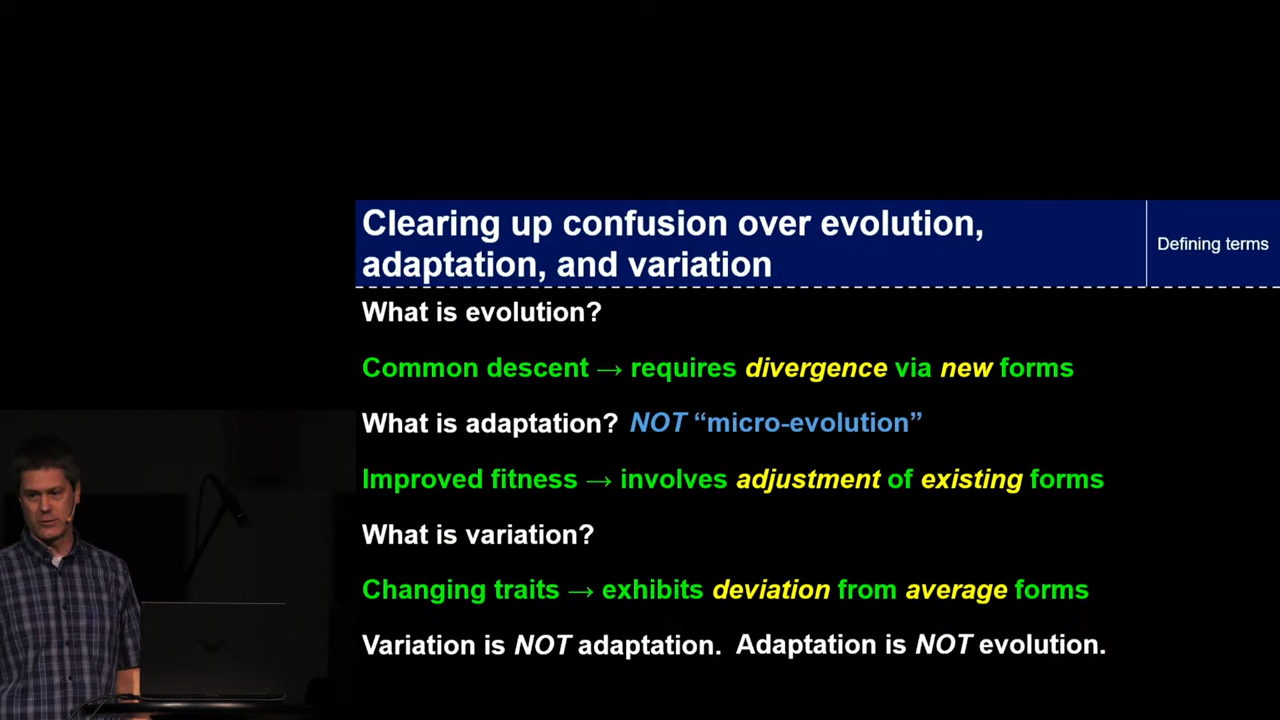 Clearing up confusion over evolution,
adaptation, and variation
Defining terms
What is evolution?
Common descent → requires divergence via new forms
What is adaptation? NOT “micro-evolution”
Improved fitness → involves adjustment of existing forms
What is variation?
Changing traits → exhibits deviation from average forms
Variation is NOT adaptation. Adaptation is NOT evolution.